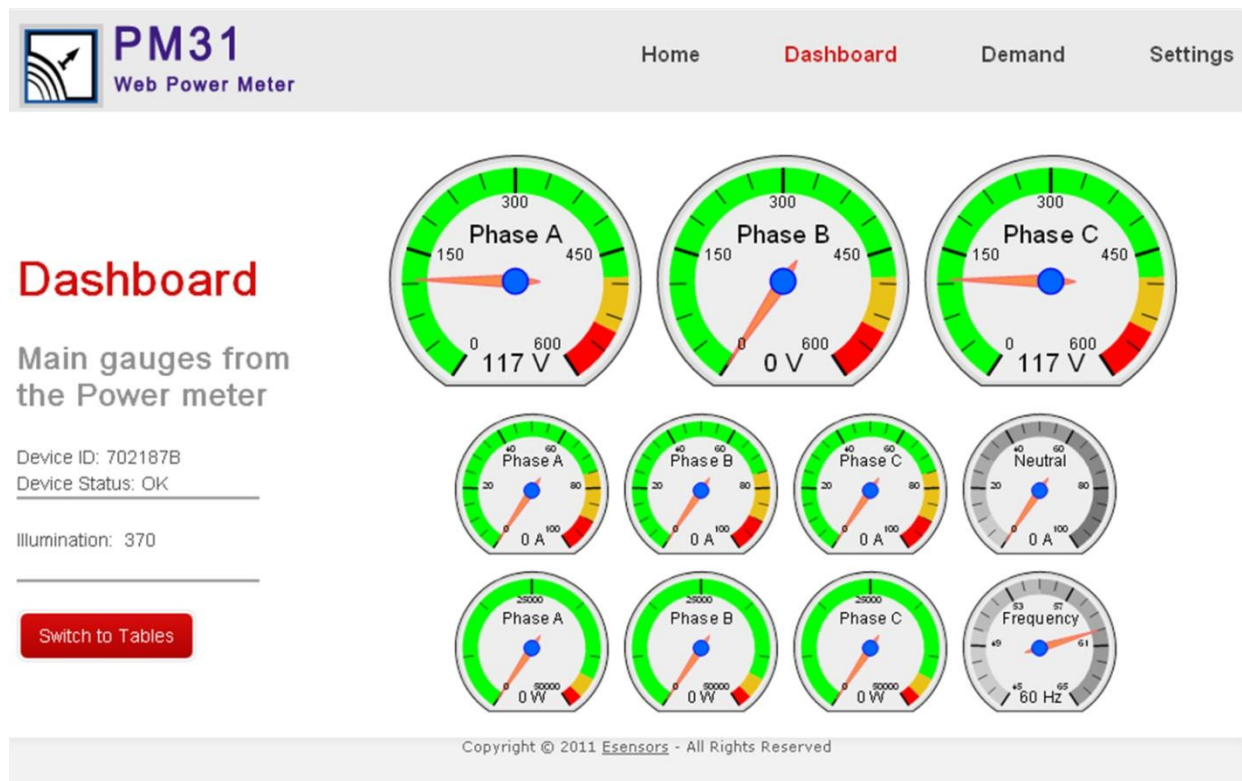 PM31
Web Power Meter
Home Dashboard Demand Settings
Dashboard
Main gauges from
the Power meter
Device ID: 702187B
Device Status: OK
Illumination: 370
Switch to Tables
300
Phase A
150 450
0 600
117 V
300
Phase B
150 450
0 600
0 V
300
Phase C
150 450
0 600
117 V
40 60
Phase A
20 80
0 100
0 A
40 60
Phase B
20 80
0 100
0 A
40 60
Phase C
20 80
0 100
0 A
40 60
Neutral
20 80
0 100
0 A
25000
Phase A
0 50000
0 W
25000
Phase B
0 50000
0 W
25000
Phase C
0 50000
0 W
53 57
Frequency
49 61
45 65
60 Hz
Copyright © 2011 Esensors - All Rights Reserved